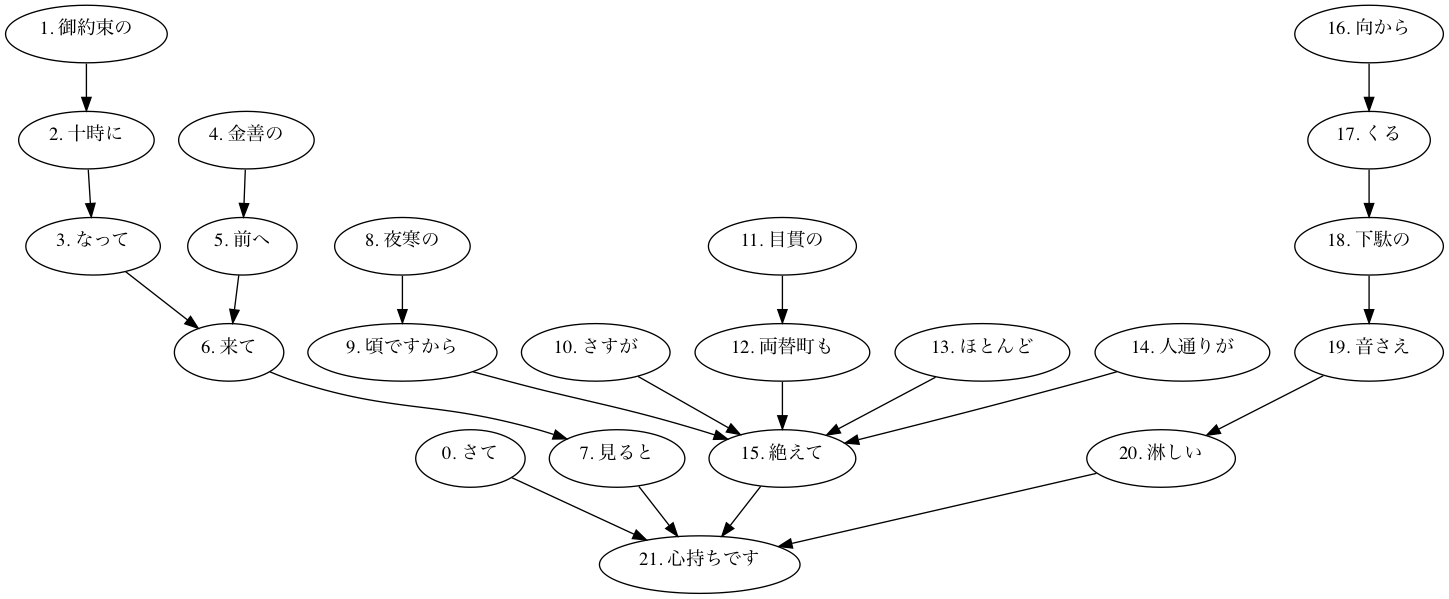 1. 御約束の
16. 向から
2. 十時に
4. 金善の
17. くる
3. なって
5. 前へ
8. 夜寒の
11. 目貫の
18. 下駄の
6. 来て
9. 頃ですから
10. さすが
12. 両替町も
13. ほとんど
14. 人通りが
19. 音さえ
0. さて
7. 見ると
15. 絶えて
20. 淋しい
21. 心持ちです